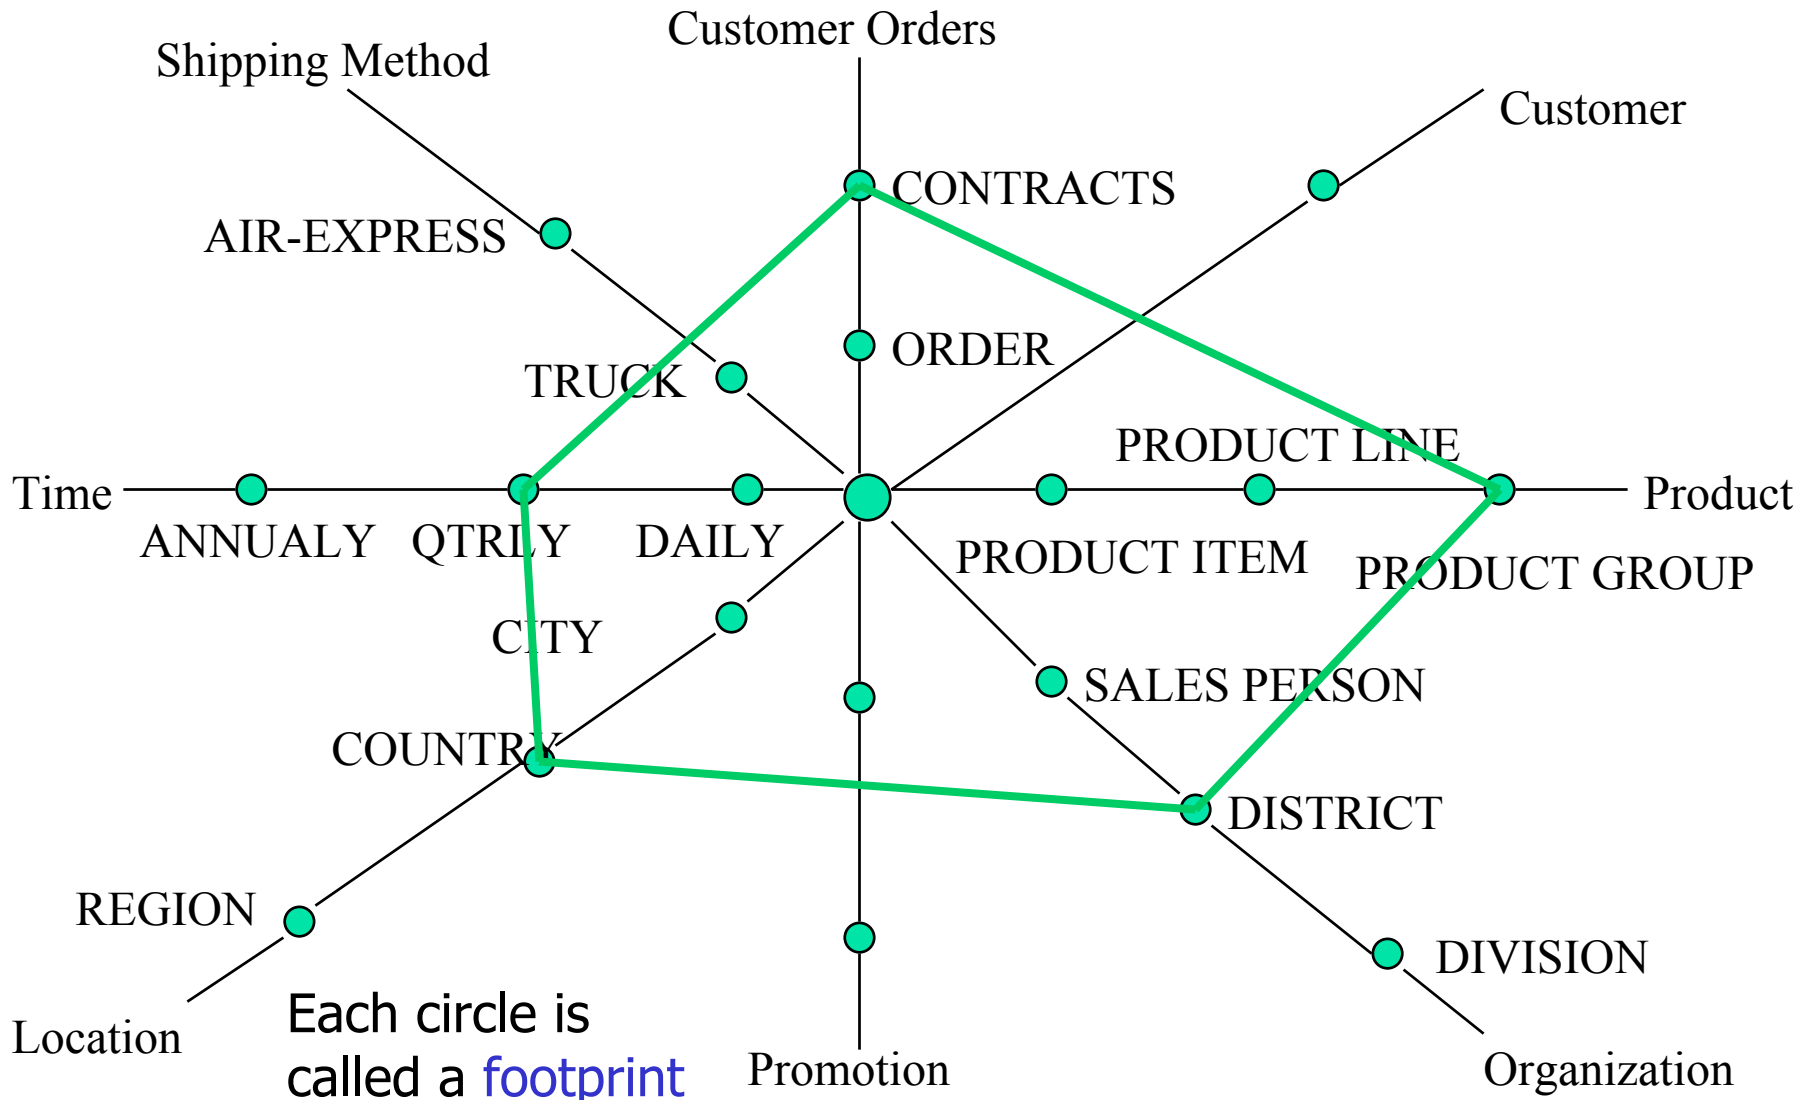 Customer Orders
Shipping Method
Customer
CONTRACTS
AIR-EXPRESS
ORDER
TRUCK
PRODUCT LINE
Time
Product
ANNUALY
QTRLY
DAILY
PRODUCT ITEM
PRODUCT GROUP
CITY
SALES PERSON
COUNTRY
DISTRICT
REGION
DIVISION
Each circle is
called a footprint
Location
Promotion
Organization